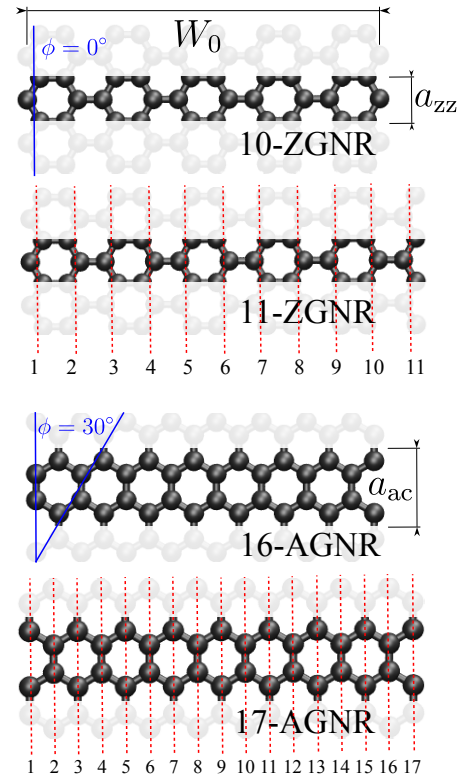 W₀
ϕ = 0°
a_zz
10-ZGNR
11-ZGNR
1 2 3 4 5 6 7 8 9 10 11
ϕ = 30°
a_ac
16-AGNR
17-AGNR
1 2 3 4 5 6 7 8 9 10 11 12 13 14 15 16 17